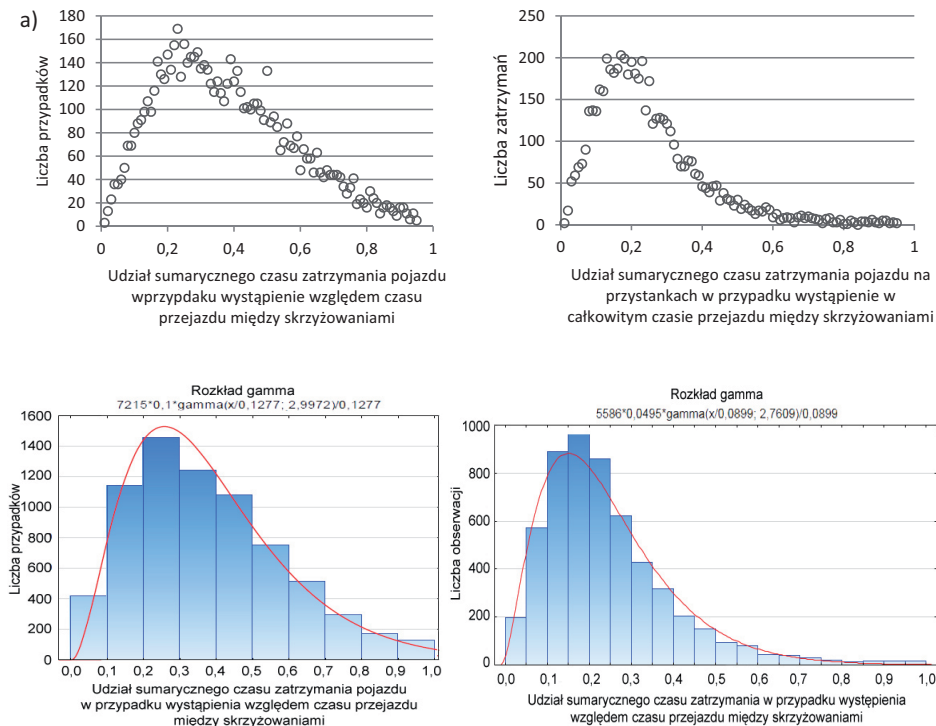 a)
180
160
140
120
100
80
60
40
20
0
Liczba przypadków
0
0,2
0,4
0,6
0,8
1
Udział sumarycznego czasu zatrzymania pojazdu
wprzypdaku wystąpienie względem czasu
przejazdu między skrzyżowaniami
250
200
150
100
50
0
Liczba zatrzymań
0
0,2
0,4
0,6
0,8
1
Udział sumarycznego czasu zatrzymania pojazdu na
przystankach w przypadku wystąpienie w
całkowitym czasie przejazdu między skrzyżowaniami
Rozkład gamma
7215*0,1*gamma(x/0,1277; 2,9972)/0,1277
1600
1400
1200
1000
800
600
400
200
0
Liczba przypadków
0,0 0,1 0,2 0,3 0,4 0,5 0,6 0,7 0,8 0,9 1,0
Udział sumarycznego czasu zatrzymania pojazdu
w przypadku wystąpienia względem czasu przejazdu
między skrzyżowaniami
Rozkład gamma
5586*0,0495*gamma(x/0,0899; 2,7609)/0,0899
1000
800
600
400
200
0
Liczba obserwacji
0,0 0,1 0,2 0,3 0,4 0,5 0,6 0,7 0,8 0,9 1,0
Udział sumarycznego czasu zatrzymania w przypadku występienia
względem czasu przejazdu między skrzyżowaniami